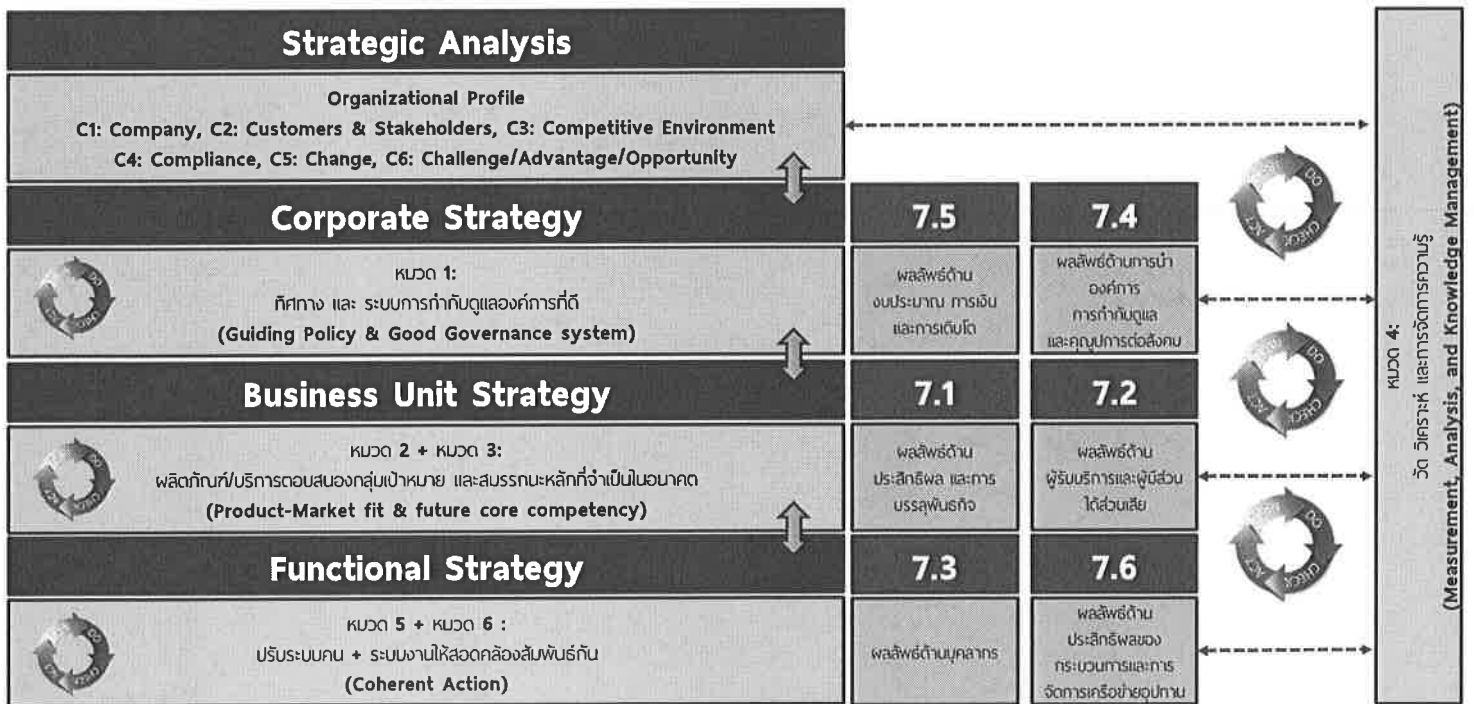 Strategic Analysis
Organizational Profile
C1: Company, C2: Customers & Stakeholders, C3: Competitive Environment
C4: Compliance, C5: Change, C6: Challenge/Advantage/Opportunity
Corporate Strategy
หมวด 1:
ทิศทาง และ ระบบการกำกับดูแลองค์การที่ดี
(Guiding Policy & Good Governance system)
7.5
ผลลัพธ์ด้าน
งบประมาณ การเงิน
และการเติบโต
7.4
ผลลัพธ์ด้านการนำ
องค์การ
การกำกับดูแล
และคุณูปการต่อสังคม
Business Unit Strategy
หมวด 2 + หมวด 3:
ผลิตภัณฑ์/บริการตอบสนองกลุ่มเป้าหมาย และสมรรถนะหลักที่จำเป็นในอนาคต
(Product-Market fit & future core competency)
7.1
ผลลัพธ์ด้าน
ประสิทธิผล และการ
บรรลุพันธกิจ
7.2
ผลลัพธ์ด้าน
ผู้รับบริการและผู้มีส่วน
ได้ส่วนเสีย
Functional Strategy
หมวด 5 + หมวด 6 :
ปรับระบบคน + ระบบงานให้สอดคล้องสัมพันธ์กัน
(Coherent Action)
7.3
ผลลัพธ์ด้านบุคลากร
7.6
ผลลัพธ์ด้าน
ประสิทธิผลของ
กระบวนการและการ
จัดการเครือข่ายอุปทาน
DO
CHECK
ACT
DO
CHECK
ACT
DO
CHECK
ACT
หมวด 4:
วัด วิเคราะห์ และการจัดการความรู้
(Measurement, Analysis, and Knowledge Management)